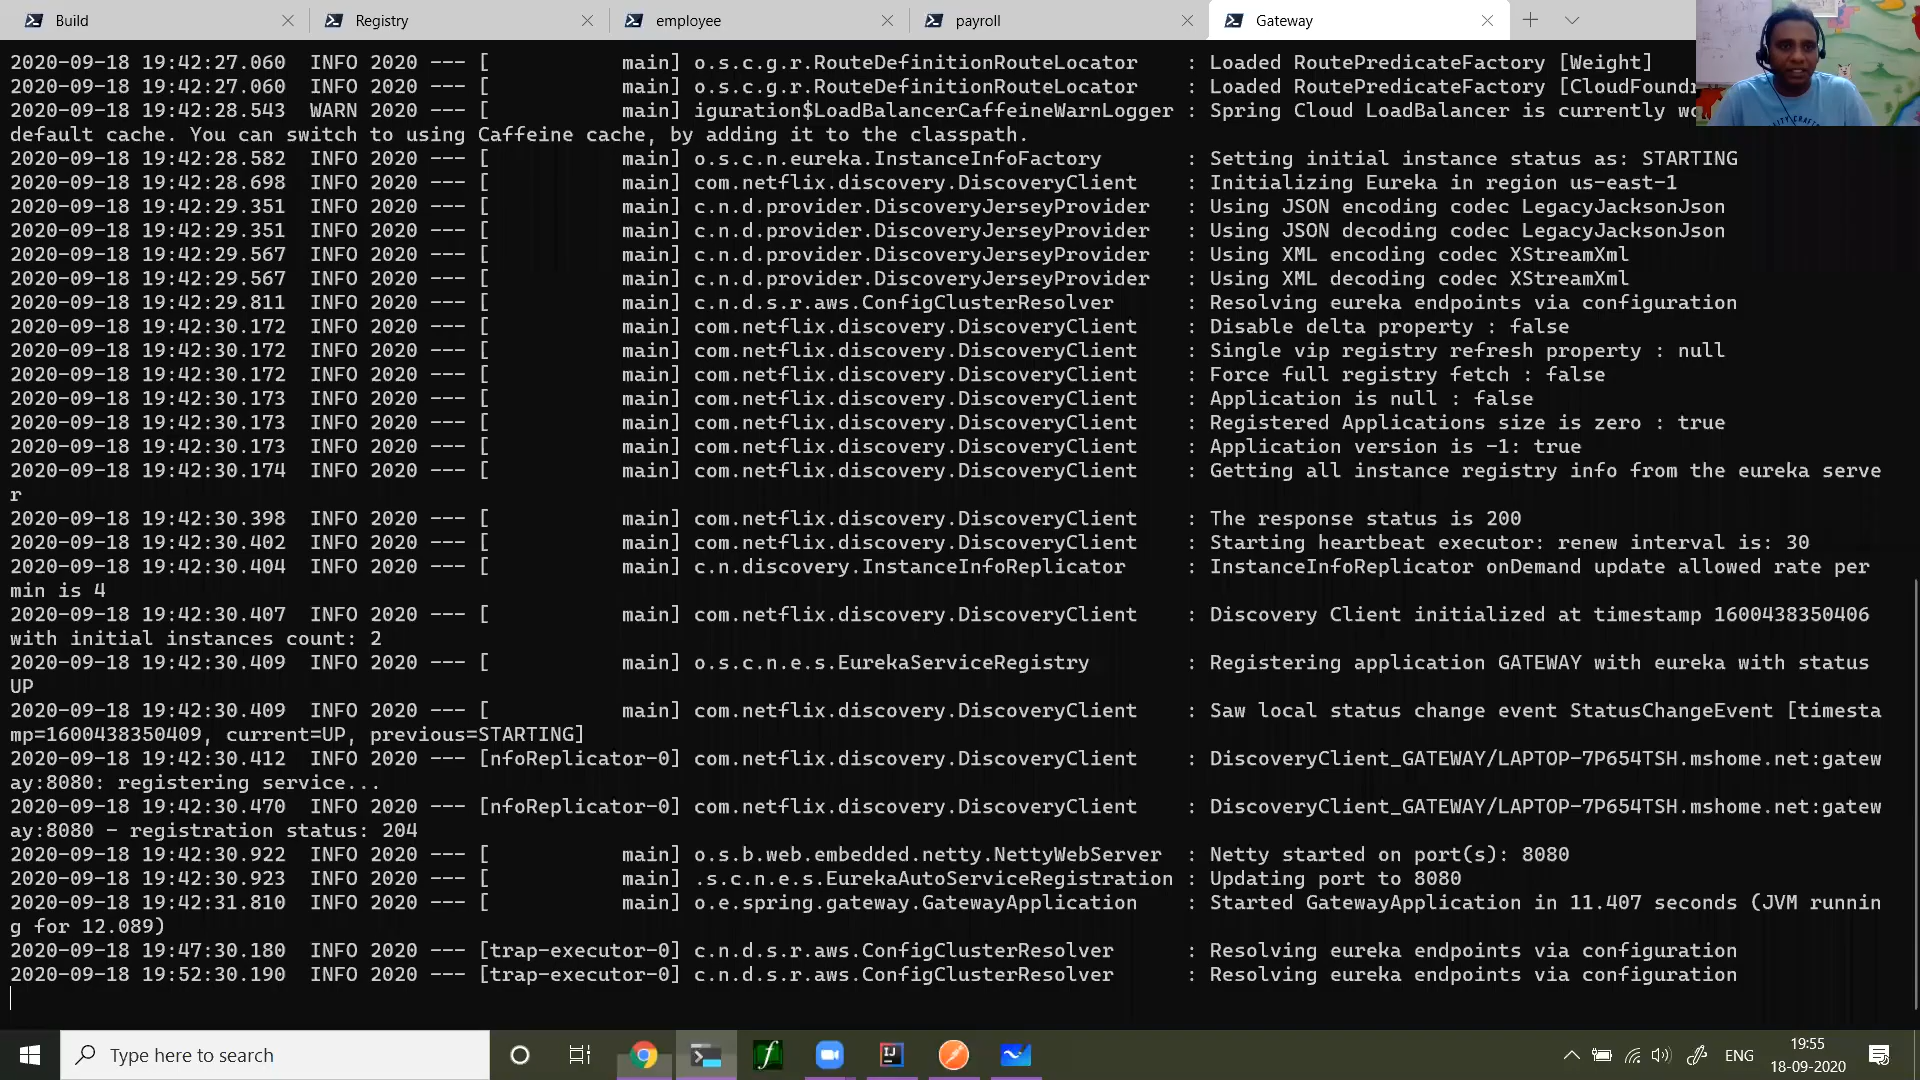 Build
Registry
employee
payroll
Gateway
2020-09-18 19:42:27.060  INFO 2020 --- [           main] o.s.c.g.r.RouteDefinitionRouteLocator    : Loaded RoutePredicateFactory [Weight]
2020-09-18 19:42:27.060  INFO 2020 --- [           main] o.s.c.g.r.RouteDefinitionRouteLocator    : Loaded RoutePredicateFactory
2020-09-18 19:42:28.543  WARN 2020 --- [           main] iguration$LoadBalancerCaffeineWarnLogger : Spring Cloud LoadBalancer is currently
default cache. You can switch to using Caffeine cache, by adding it to the classpath.
2020-09-18 19:42:28.582  INFO 2020 --- [           main] o.s.c.n.eureka.InstanceInfoFactory       : Setting initial instance status as: STARTING
2020-09-18 19:42:28.698  INFO 2020 --- [           main] com.netflix.discovery.DiscoveryClient    : Initializing Eureka in region us-east-1
2020-09-18 19:42:29.351  INFO 2020 --- [           main] c.n.d.provider.DiscoveryJerseyProvider   : Using JSON encoding codec LegacyJacksonJson
2020-09-18 19:42:29.351  INFO 2020 --- [           main] c.n.d.provider.DiscoveryJerseyProvider   : Using JSON decoding codec LegacyJacksonJson
2020-09-18 19:42:29.567  INFO 2020 --- [           main] c.n.d.provider.DiscoveryJerseyProvider   : Using XML encoding codec XStreamXml
2020-09-18 19:42:29.567  INFO 2020 --- [           main] c.n.d.provider.DiscoveryJerseyProvider   : Using XML decoding codec XStreamXml
2020-09-18 19:42:29.811  INFO 2020 --- [           main] c.n.d.s.r.aws.ConfigClusterResolver      : Resolving eureka endpoints via configuration
2020-09-18 19:42:30.172  INFO 2020 --- [           main] com.netflix.discovery.DiscoveryClient    : Disable delta property : false
2020-09-18 19:42:30.172  INFO 2020 --- [           main] com.netflix.discovery.DiscoveryClient    : Single vip registry refresh property : null
2020-09-18 19:42:30.172  INFO 2020 --- [           main] com.netflix.discovery.DiscoveryClient    : Force full registry fetch : false
2020-09-18 19:42:30.173  INFO 2020 --- [           main] com.netflix.discovery.DiscoveryClient    : Application is null : false
2020-09-18 19:42:30.173  INFO 2020 --- [           main] com.netflix.discovery.DiscoveryClient    : Registered Applications size is zero : true
2020-09-18 19:42:30.173  INFO 2020 --- [           main] com.netflix.discovery.DiscoveryClient    : Application version is -1: true
2020-09-18 19:42:30.174  INFO 2020 --- [           main] com.netflix.discovery.DiscoveryClient    : Getting all instance registry info from the eureka serve
r
2020-09-18 19:42:30.398  INFO 2020 --- [           main] com.netflix.discovery.DiscoveryClient    : The response status is 200
2020-09-18 19:42:30.402  INFO 2020 --- [           main] com.netflix.discovery.DiscoveryClient    : Starting heartbeat executor: renew interval is: 30
2020-09-18 19:42:30.404  INFO 2020 --- [           main] c.n.discovery.InstanceInfoReplicator     : InstanceInfoReplicator onDemand update allowed rate per
min is 4
2020-09-18 19:42:30.407  INFO 2020 --- [           main] com.netflix.discovery.DiscoveryClient    : Discovery Client initialized at timestamp 1600438350406
with initial instances count: 2
2020-09-18 19:42:30.409  INFO 2020 --- [           main] o.s.c.n.e.s.EurekaServiceRegistry        : Registering application GATEWAY with eureka with status
UP
2020-09-18 19:42:30.409  INFO 2020 --- [           main] com.netflix.discovery.DiscoveryClient    : Saw local status change event StatusChangeEvent [timesta
mp=1600438350409, current=UP, previous=STARTING]
2020-09-18 19:42:30.412  INFO 2020 --- [nfoReplicator-0] com.netflix.discovery.DiscoveryClient    : DiscoveryClient_GATEWAY/LAPTOP-7P654TSH.mshome.net:gatew
ay:8080: registering service...
2020-09-18 19:42:30.470  INFO 2020 --- [nfoReplicator-0] com.netflix.discovery.DiscoveryClient    : DiscoveryClient_GATEWAY/LAPTOP-7P654TSH.mshome.net:gatew
ay:8080 - registration status: 204
2020-09-18 19:42:30.922  INFO 2020 --- [           main] o.s.b.web.embedded.netty.NettyWebServer  : Netty started on port(s): 8080
2020-09-18 19:42:30.923  INFO 2020 --- [           main] .s.c.n.e.s.EurekaAutoServiceRegistration : Updating port to 8080
2020-09-18 19:42:31.810  INFO 2020 --- [           main] o.e.spring.gateway.GatewayApplication    : Started GatewayApplication in 11.407 seconds (JVM runnin
g for 12.089)
2020-09-18 19:47:30.180  INFO 2020 --- [trap-executor-0] c.n.d.s.r.aws.ConfigClusterResolver      : Resolving eureka endpoints via configuration
2020-09-18 19:52:30.190  INFO 2020 --- [trap-executor-0] c.n.d.s.r.aws.ConfigClusterResolver      : Resolving eureka endpoints via configuration
Type here to search
ENG
19:55
18-09-2020